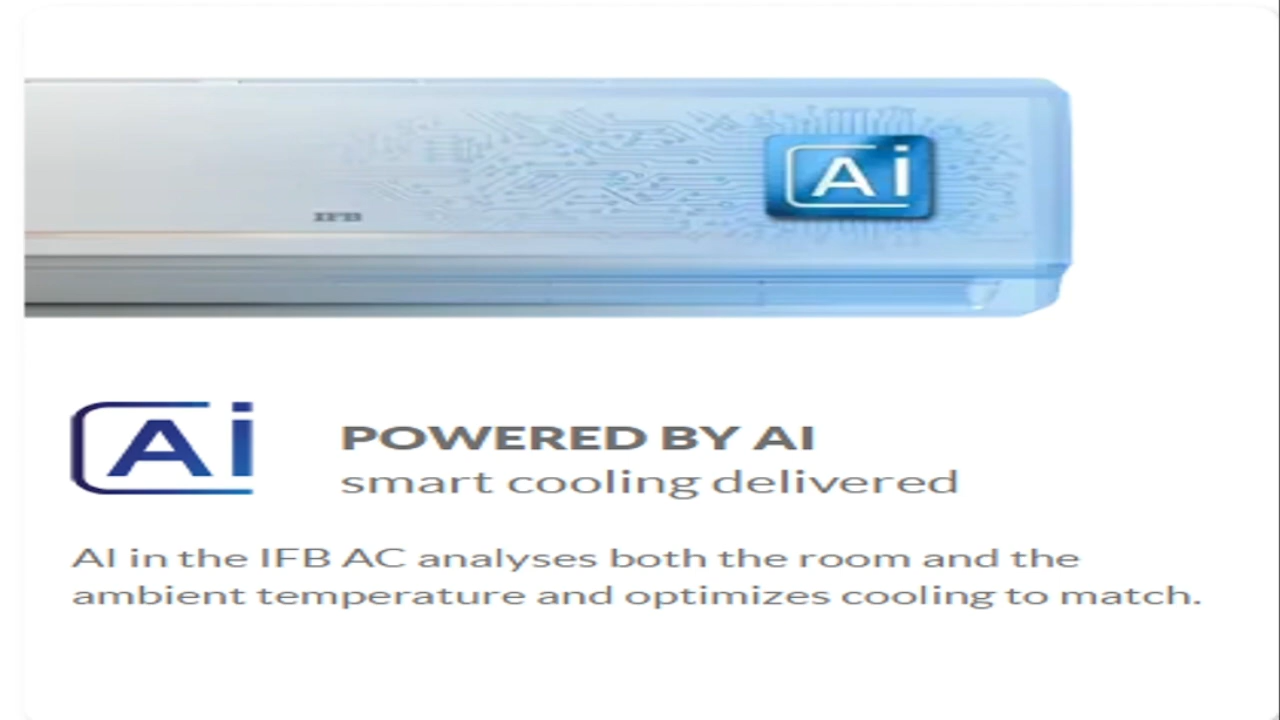 IFB
Ai
Ai
POWERED BY AI
smart cooling delivered
AI in the IFB AC analyses both the room and the
ambient temperature and optimizes cooling to match.